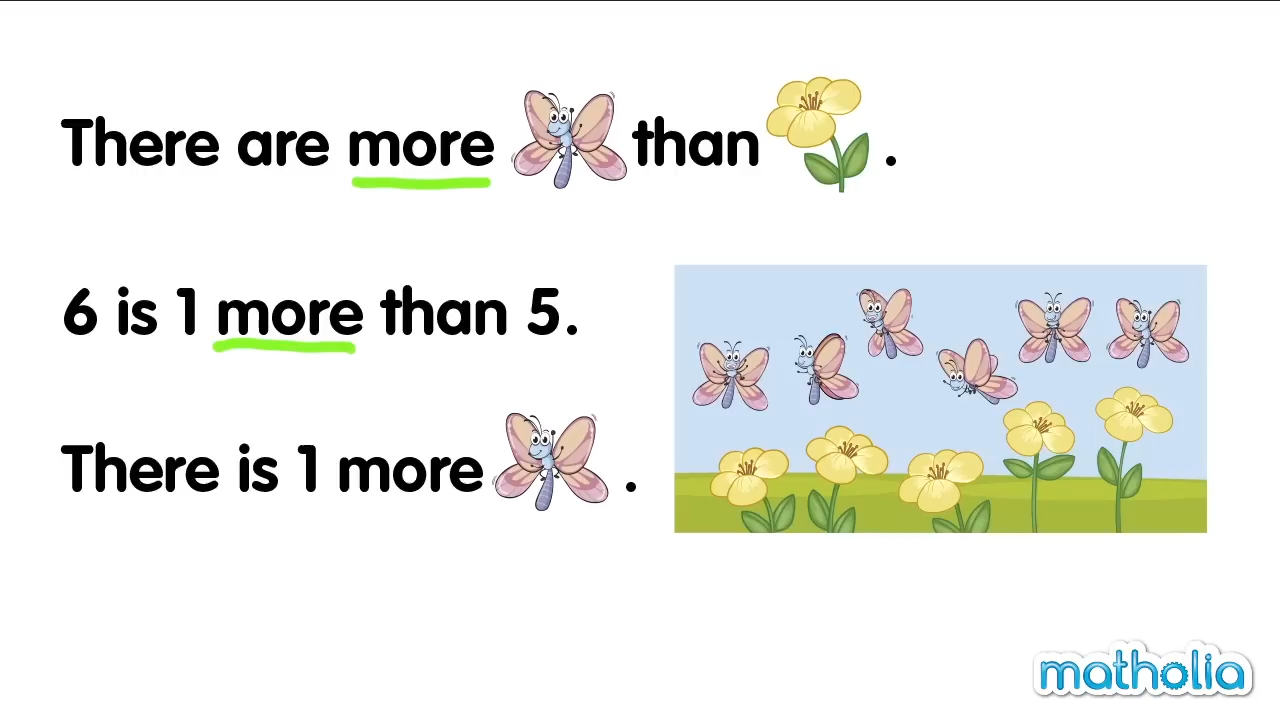 There are more than .
6 is 1 more than 5.
There is 1 more .
matholia